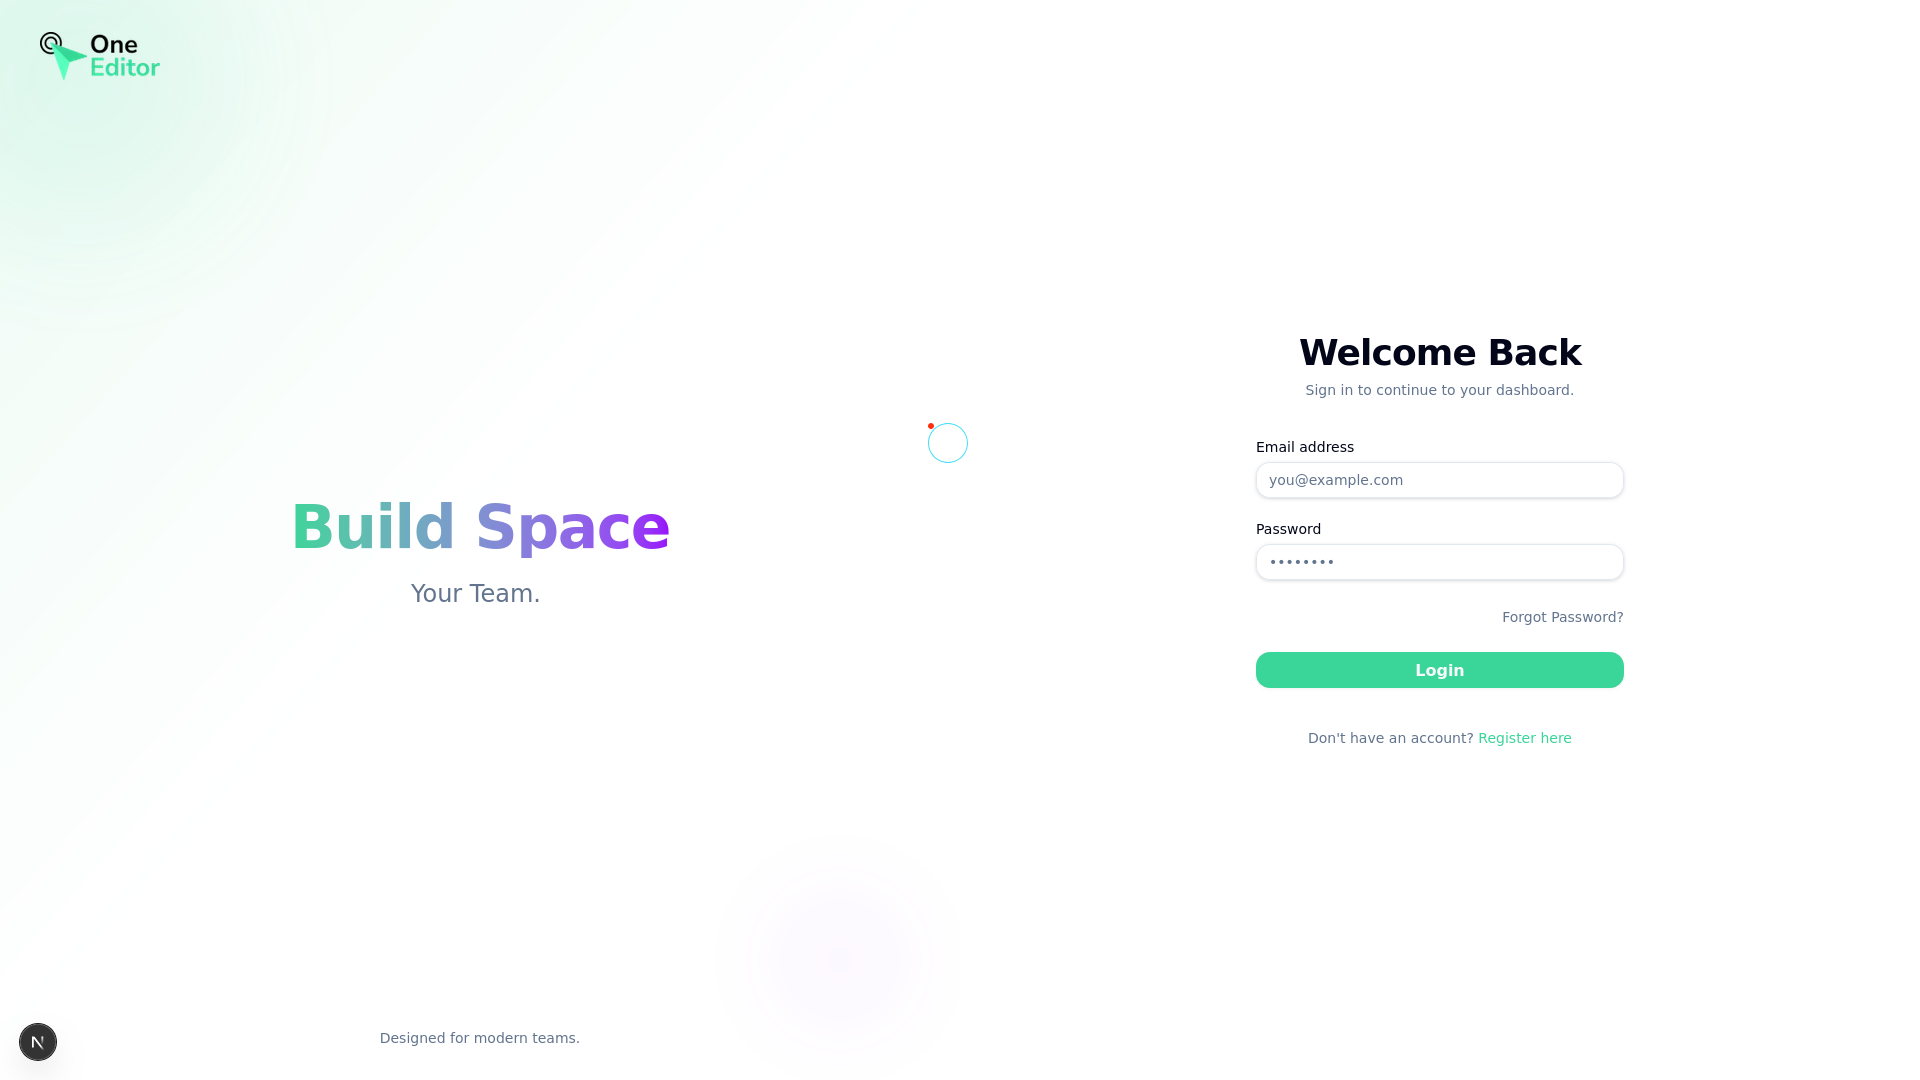 One
Editor
Build Space
Your Team.
Designed for modern teams.
Welcome Back
Sign in to continue to your dashboard.
Email address
you@example.com
Password
••••••••
Forgot Password?
Login
Don't have an account? Register here
N